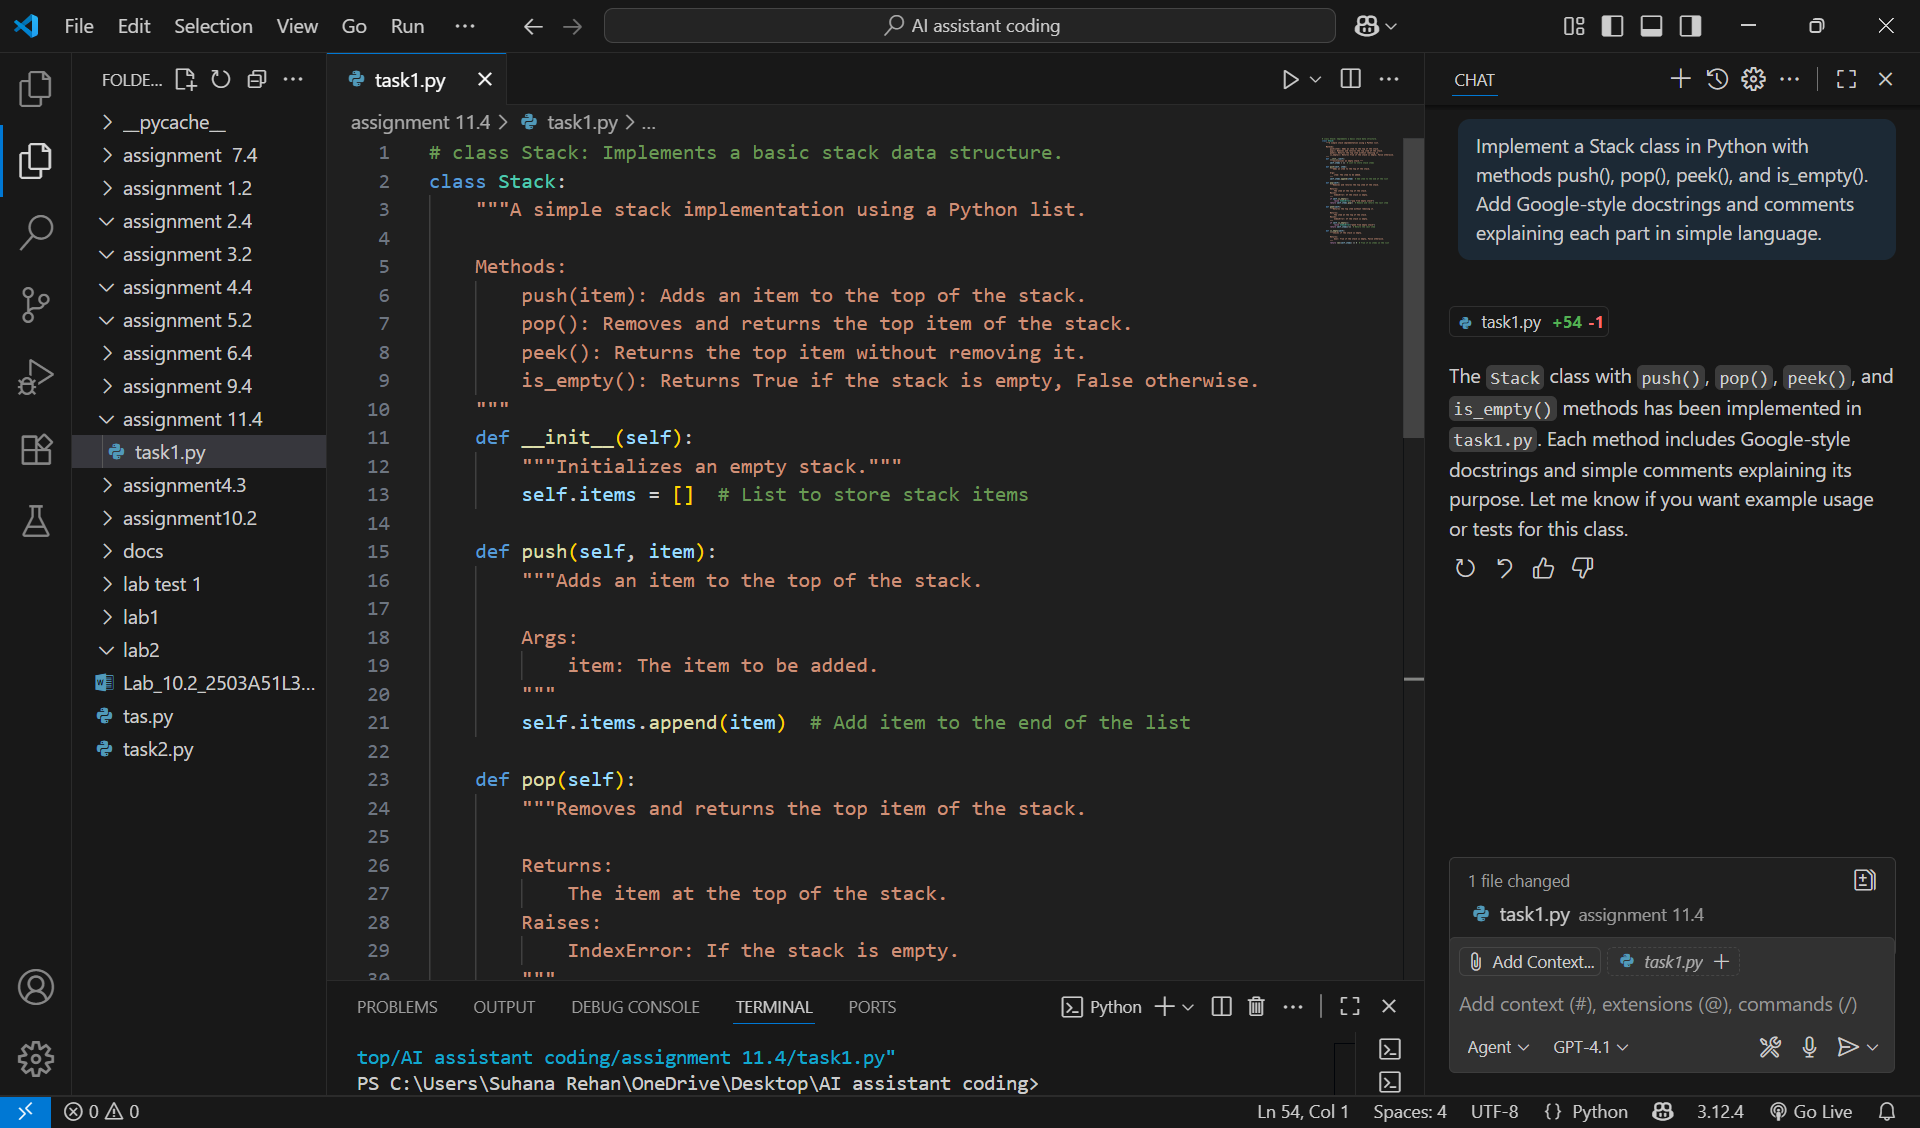 File Edit Selection View Go Run
AI assistant coding
FOLDE...
__pycache__
assignment 7.4
assignment 1.2
assignment 2.4
assignment 3.2
assignment 4.4
assignment 5.2
assignment 6.4
assignment 9.4
assignment 11.4
task1.py
assignment4.3
assignment10.2
docs
lab test 1
lab1
lab2
Lab_10.2_2503A51L3...
tas.py
task2.py
task1.py
assignment 11.4 > task1.py > ...
1 # class Stack: Implements a basic stack data structure.
2 class Stack:
3 """A simple stack implementation using a Python list.
4
5 Methods:
6 push(item): Adds an item to the top of the stack.
7 pop(): Removes and returns the top item of the stack.
8 peek(): Returns the top item without removing it.
9 is_empty(): Returns True if the stack is empty, False otherwise.
10 """
11 def __init__(self):
12 """Initializes an empty stack."""
13 self.items = [] # List to store stack items
14
15 def push(self, item):
16 """Adds an item to the top of the stack.
17
18 Args:
19 item: The item to be added.
20 """
21 self.items.append(item) # Add item to the end of the list
22
23 def pop(self):
24 """Removes and returns the top item of the stack.
25
26 Returns:
27 The item at the top of the stack.
28 Raises:
29 IndexError: If the stack is empty.
30 """
PROBLEMS OUTPUT DEBUG CONSOLE TERMINAL PORTS
Python
top/AI assistant coding/assignment 11.4/task1.py"
PS C:\Users\Suhana Rehan\OneDrive\Desktop\AI assistant coding>
CHAT
Implement a Stack class in Python with
methods push(), pop(), peek(), and is_empty().
Add Google-style docstrings and comments
explaining each part in simple language.
task1.py +54 -1
The Stack class with push(), pop(), peek(), and
is_empty() methods has been implemented in
task1.py. Each method includes Google-style
docstrings and simple comments explaining its
purpose. Let me know if you want example usage
or tests for this class.
1 file changed
task1.py assignment 11.4
Add Context... task1.py
Add context (#), extensions (@), commands (/)
Agent GPT-4.1
0 0
Ln 54, Col 1 Spaces: 4 UTF-8 {} Python 3.12.4 Go Live